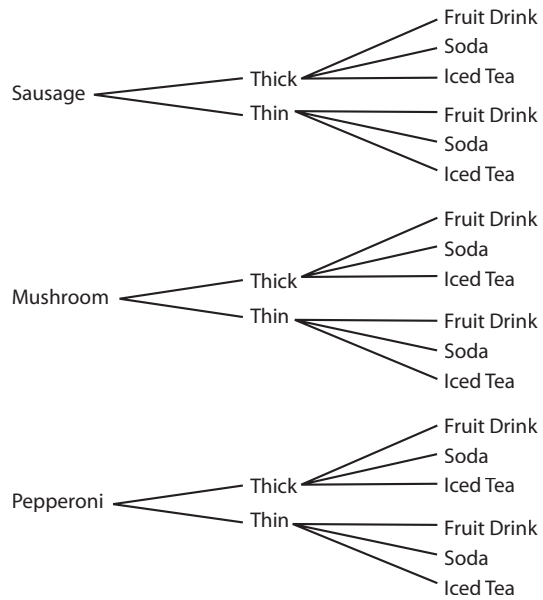 Fruit Drink
Soda
Thick
Iced Tea
Sausage
Thin
Fruit Drink
Soda
Iced Tea
Fruit Drink
Soda
Thick
Iced Tea
Mushroom
Thin
Fruit Drink
Soda
Iced Tea
Fruit Drink
Soda
Thick
Iced Tea
Pepperoni
Thin
Fruit Drink
Soda
Iced Tea